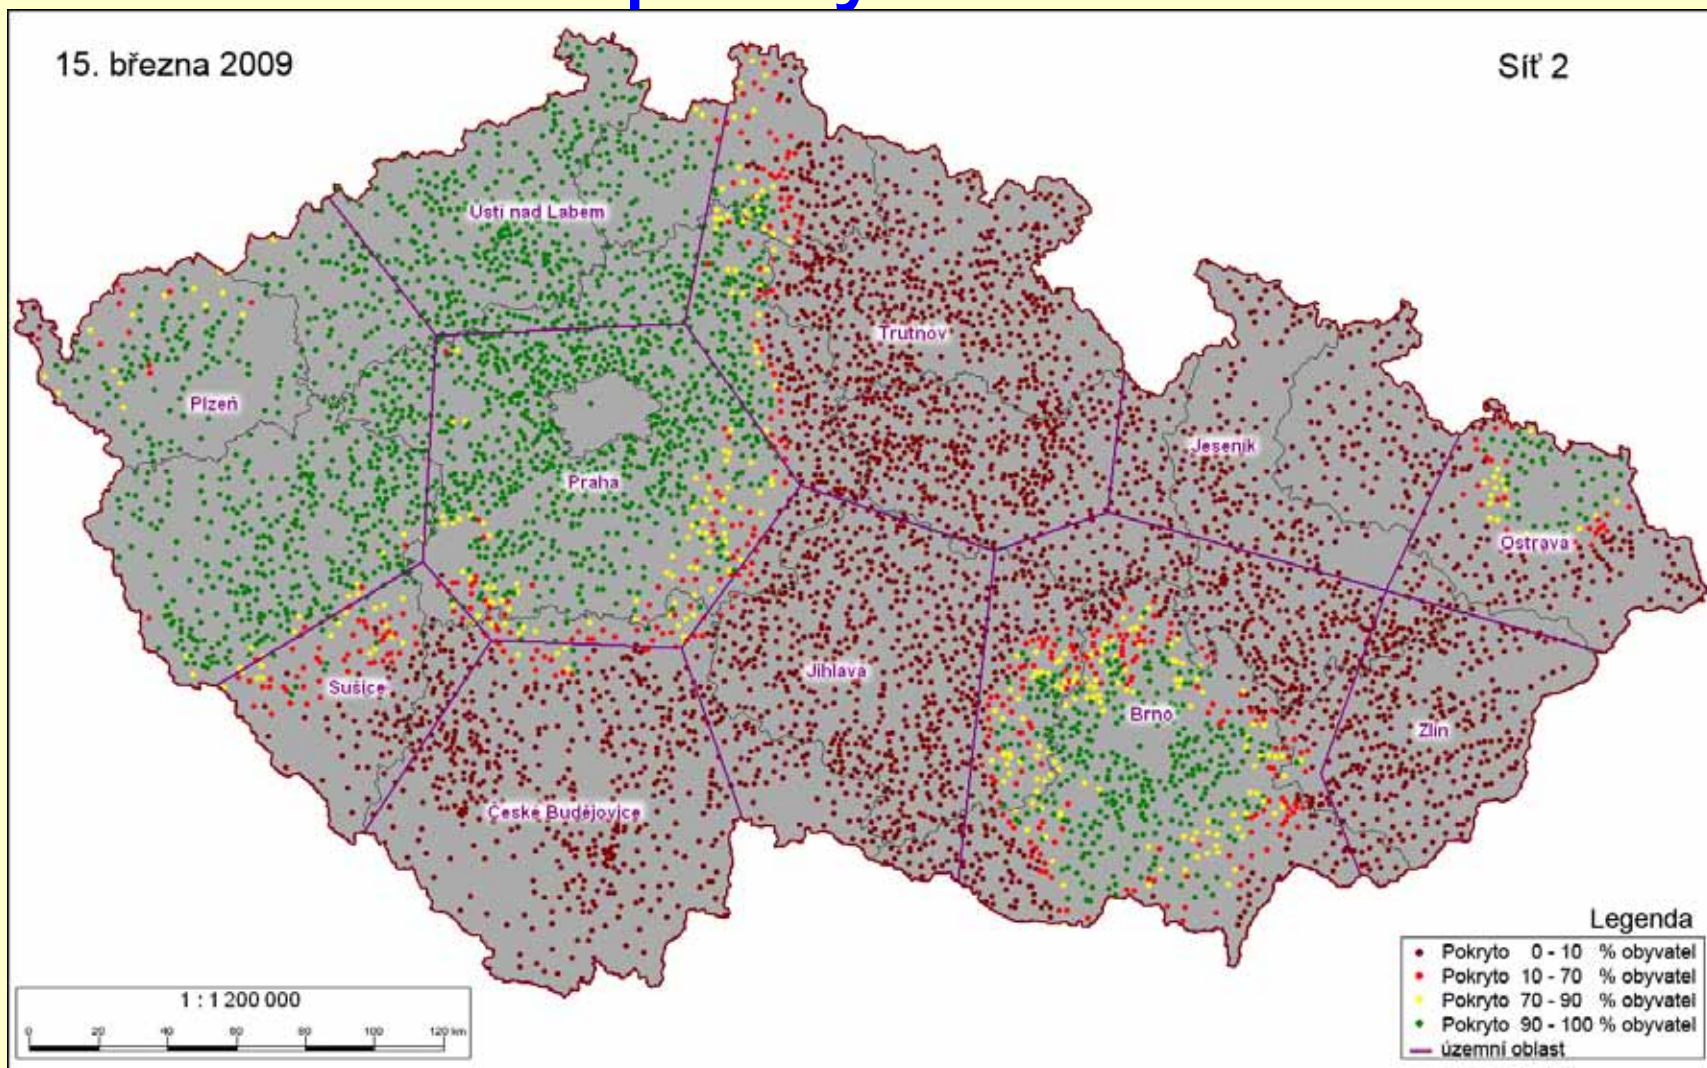 15. března 2009
Síť 2
Ústí nad Labem
Trutnov
Plzeň
Jeseník
Praha
Ostrava
Jihlava
Sušice
Brno
Zlín
České Budějovice
Legenda
Pokryto 0 - 10 % obyvatel
Pokryto 10 - 70 % obyvatel
Pokryto 70 - 90 % obyvatel
Pokryto 90 - 100 % obyvatel
územní oblast
1 : 1 200 000
0 20 40 60 80 100 120 km